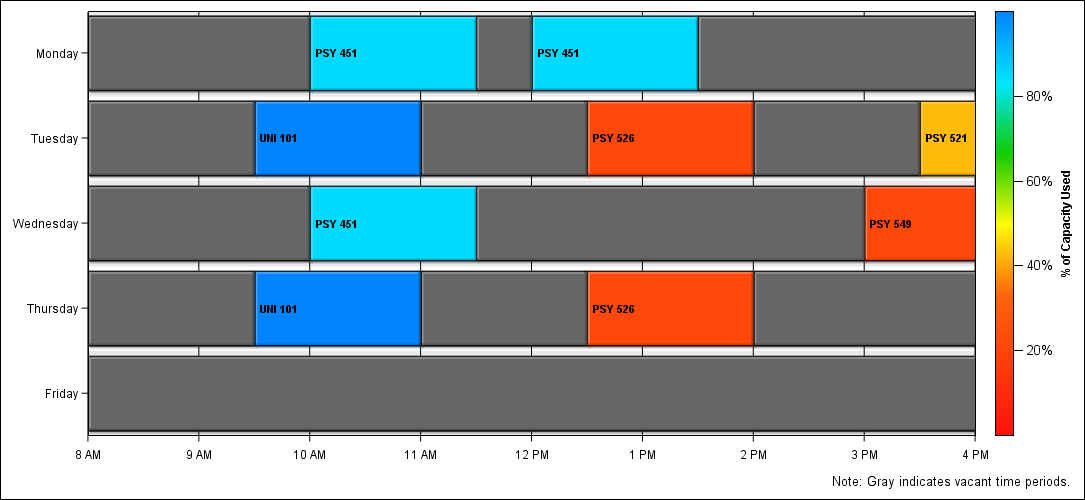 Monday
PSY 451
PSY 451
80%
Tuesday
UNI 101
PSY 526
PSY 521
60%
Wednesday
PSY 451
PSY 549
% of Capacity Used
40%
Thursday
UNI 101
PSY 526
20%
Friday
8 AM 9 AM 10 AM 11 AM 12 PM 1 PM 2 PM 3 PM 4 PM
Note: Gray indicates vacant time periods.